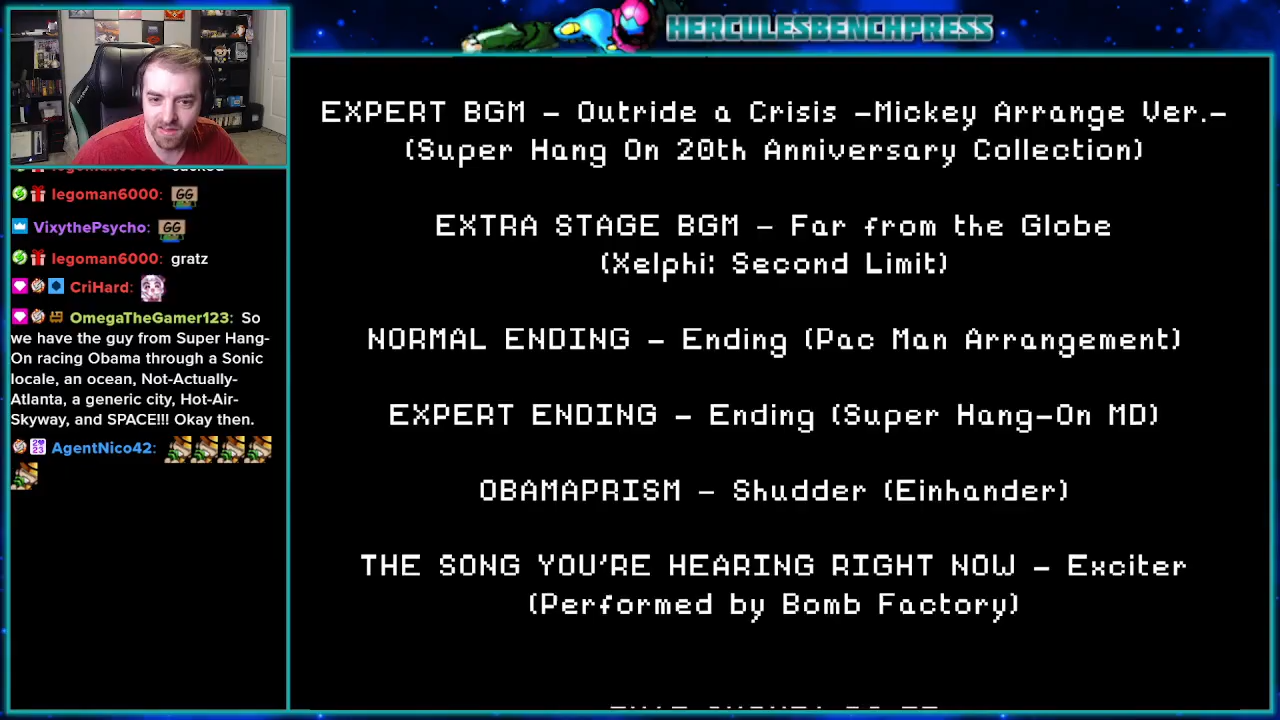 HERCULESBENCHPRESS
legoman6000:
VixythePsycho:
legoman6000: gratz
CriHard:
OmegaTheGamer123: So
we have the guy from Super Hang-
On racing Obama through a Sonic
locale, an ocean, Not-Actually-
Atlanta, a generic city, Hot-Air-
Skyway, and SPACE!!! Okay then.
AgentNico42:
EXPERT BGM - Outride a Crisis -Mickey Arrange Ver.-
(Super Hang On 20th Anniversary Collection)
EXTRA STAGE BGM - Far from the Globe
(Xelphi: Second Limit)
NORMAL ENDING - Ending (Pac Man Arrangement)
EXPERT ENDING - Ending (Super Hang-On MD)
OBAMAPRISM - Shudder (Einhander)
THE SONG YOU'RE HEARING RIGHT NOW - Exciter
(Performed by Bomb Factory)